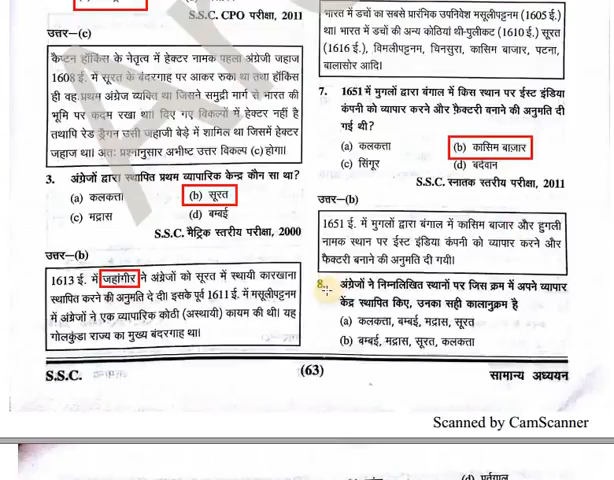 S.S.C. CPO परीक्षा, 2011
उत्तर–(c)
कैप्टन हॉकिंस के नेतृत्व में हेक्टर नामक पहला अंग्रेजी जहाज
1608 ई. में सूरत के बंदरगाह पर आकर रुका था तथा हॉकिंस
ही वह प्रथम अंग्रेज व्यक्ति था जिसने समुद्री मार्ग से भारत की
भूमि पर कदम रखा था। दिए गए विकल्पों में हेक्टर नहीं है
तथापि रेड ड्रैगन उसी जहाजी बेड़े में शामिल था जिसमें हेक्टर
जहाज था। अतः प्रश्नानुसार अभीष्ट उत्तर विकल्प (c) होगा।
3. अंग्रेजों द्वारा स्थापित प्रथम व्यापारिक केन्द्र कौन सा था?
(a) कलकत्ता (b) सूरत
(c) मद्रास (d) बम्बई
S.S.C. मैट्रिक स्तरीय परीक्षा, 2000
उत्तर–(b)
1613 ई. में जहांगीर ने अंग्रेजों को सूरत में स्थायी कारखाना
स्थापित करने की अनुमति दे दी। इसके पूर्व 1611 ई. में मसूलीपट्टनम
में अंग्रेजों ने एक व्यापारिक कोठी (अस्थायी) कायम की थी। यह
गोलकुंडा राज्य का मुख्य बंदरगाह था।
भारत में डचों का सबसे प्रारंमिक उपनिवेश मसूलीपट्टनम (1605 ई.)
था। भारत में डचों की अन्य कोठियां थी-पुलीकट (1610 ई.) सूरत
(1616 ई.), विमलीपट्टनम, चिनसुरा, कासिम बाजार, पटना,
बालासोर आदि।
7. 1651 में मुगलों द्वारा बंगाल में किस स्थान पर ईस्ट इंडिया
कंपनी को व्यापार करने और फ़ेक्टरी बनाने की अनुमति दी
गई थी?
(a) कलकत्ता (b) कासिम बाज़ार
(c) सिंगूर (d) बर्दवान
S.S.C. स्नातक स्तरीय परीक्षा, 2011
उत्तर–(b)
1651 ई. में मुगलों द्वारा बंगाल में कासिम बाजार और हुगली
नामक स्थान पर ईस्ट इंडिया कंपनी को व्यापार करने और
फैक्टरी बनाने की अनुमति दी गयी।
8. अंग्रेजों ने निम्नलिखित स्थानों पर जिस क्रम में अपने व्यापार
केंद्र स्थापित किए, उनका सही कालानुक्रम है
(a) कलकत्ता, बम्बई, मद्रास, सूरत
(b) बम्बई, मद्रास, सूरत, कलकत्ता
S.S.C. (63) सामान्य अध्ययन
Scanned by CamScanner
(d) पुर्तगाल